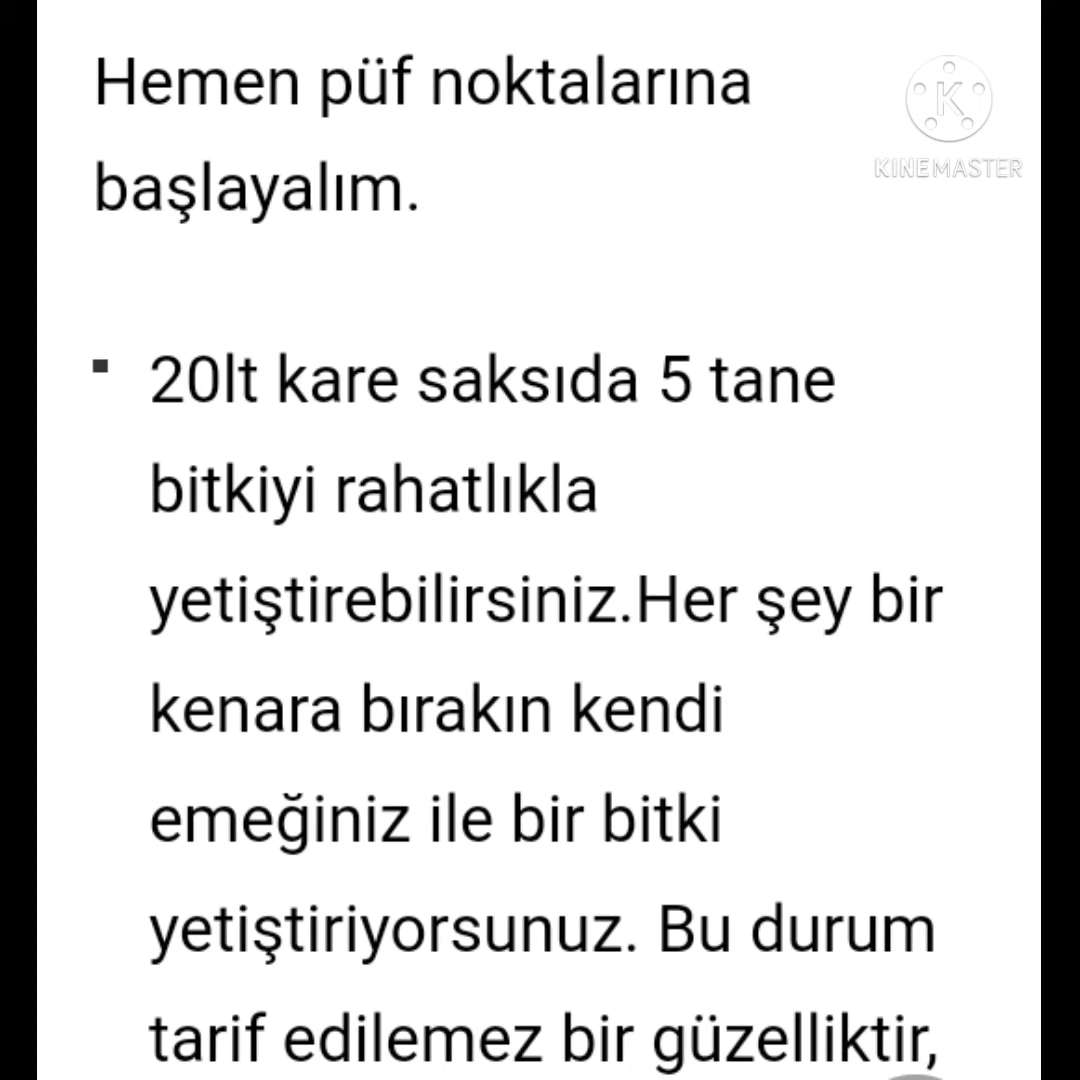 Hemen püf noktalarına
başlayalım.
KINEMASTER
20lt kare saksıda 5 tane
bitkiyi rahatlıkla
yetiştirebilirsiniz.Her şey bir
kenara bırakın kendi
emeğiniz ile bir bitki
yetiştiriyorsunuz. Bu durum
tarif edilemez bir güzelliktir,